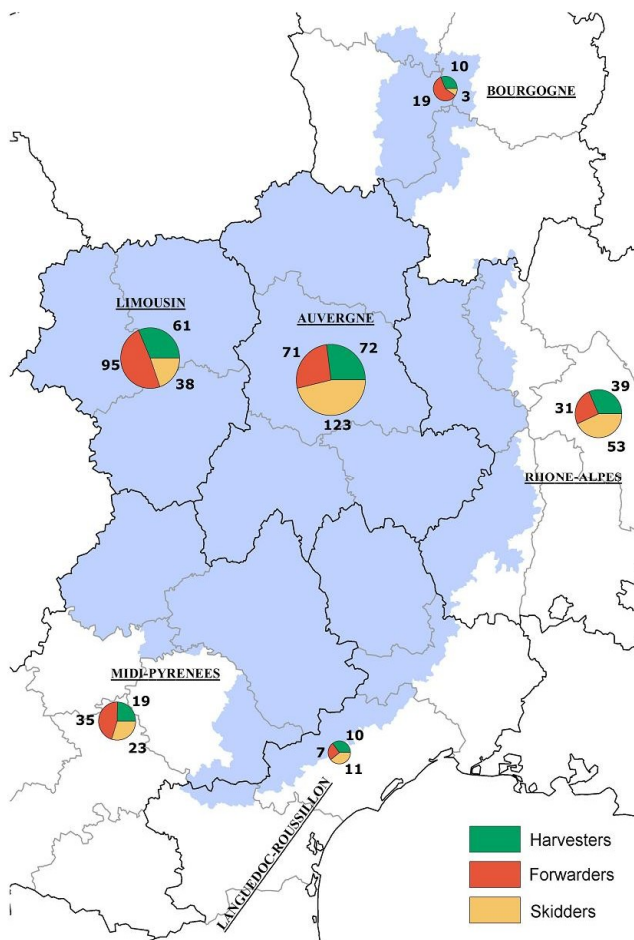 10
BOURGOGNE
19 3
LIMOUSIN
61
95
38
AUVERGNE
71 72
123
39
31
53
RHONE-ALPES
MIDI-PYRENEES
19
35
23
10
7
11
LANGUEDOC-ROUSSILLON
Harvesters
Forwarders
Skidders